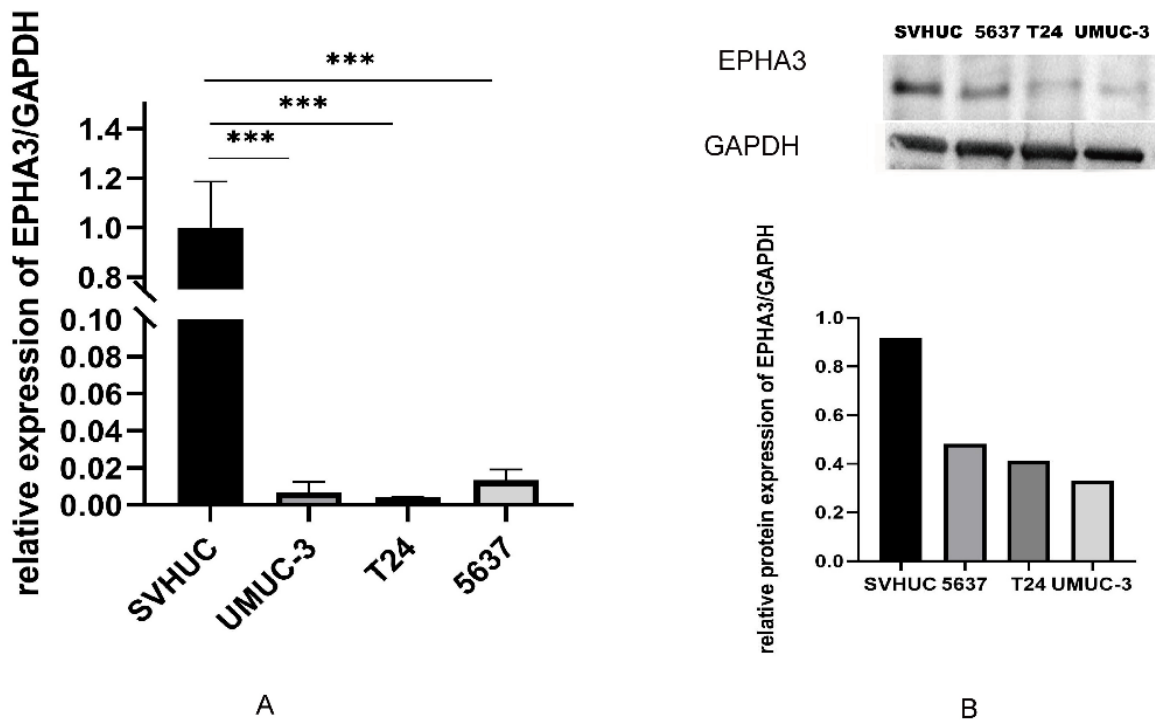 relative expression of EPHA3/GAPDH
***
***
***
1.4
1.2
1.0
0.8
0.10
0.08
0.06
0.04
0.02
0.00
SVHUC
UMUC-3
T24
5637
A
SVHUC 5637 T24 UMUC-3
EPHA3
GAPDH
relative protein expression of EPHA3/GAPDH
1.0
0.8
0.6
0.4
0.2
0.0
SVHUC 5637 T24 UMUC-3
B